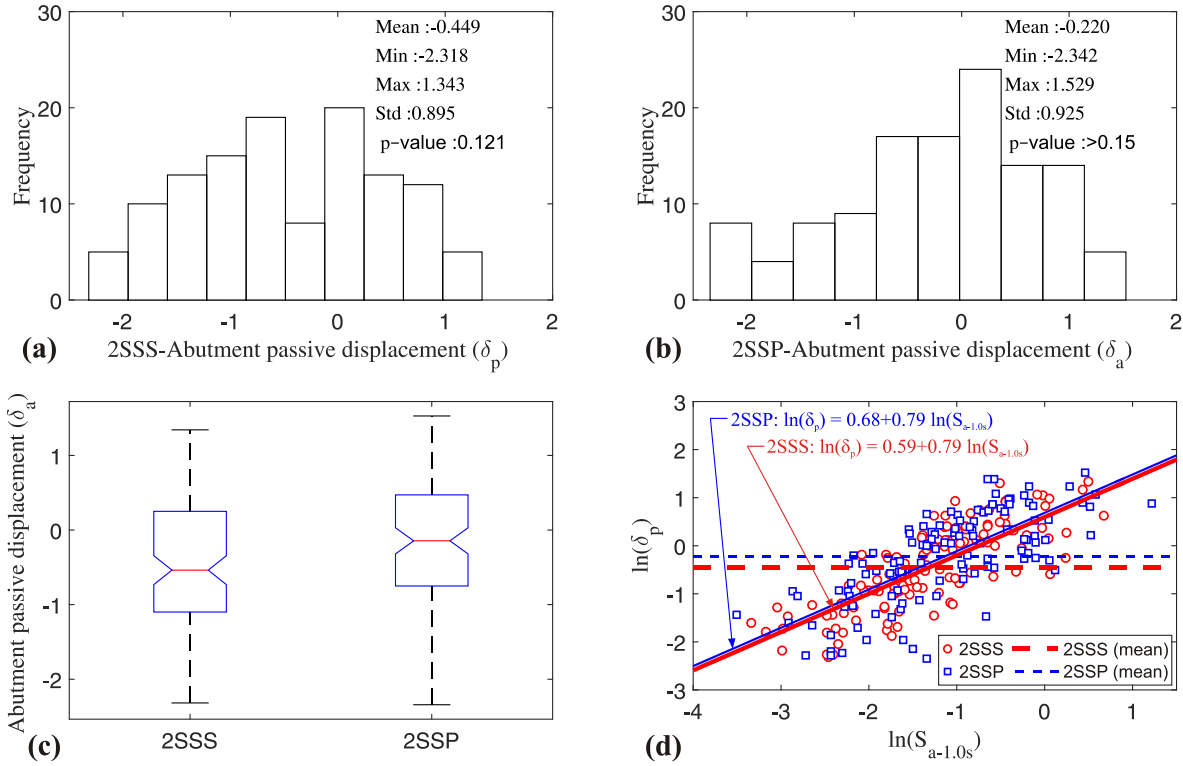 Mean :-0.449
Min :-2.318
Max :1.343
Std :0.895
p-value :0.121
30
20
10
0
Frequency
-2
-1
0
1
2
(a)
2SSS-Abutment passive displacement (δp)
Mean :-0.220
Min :-2.342
Max :1.529
Std :0.925
p-value :>0.15
30
20
10
0
Frequency
-2
-1
0
1
2
(b)
2SSP-Abutment passive displacement (δa)
Abutment passive displacement (δa)
1
0
-1
-2
2SSS
2SSP
(c)
3
2
1
0
-1
-2
-3
ln(δp)
2SSP: ln(δp) = 0.68+0.79 ln(Sa-1.0s)
2SSS: ln(δp) = 0.59+0.79 ln(Sa-1.0s)
2SSS
2SSS (mean)
2SSP
2SSP (mean)
-4
-3
-2
-1
0
1
(d)
ln(Sa-1.0s)